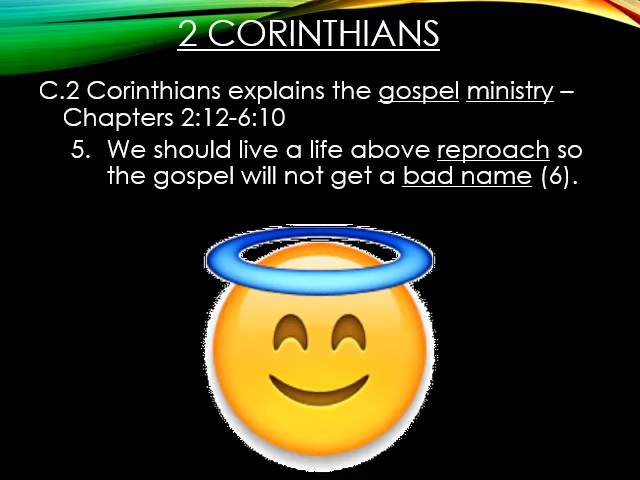 2 CORINTHIANS
C.2 Corinthians explains the gospel ministry –
Chapters 2:12-6:10
5. We should live a life above reproach so
the gospel will not get a bad name (6).